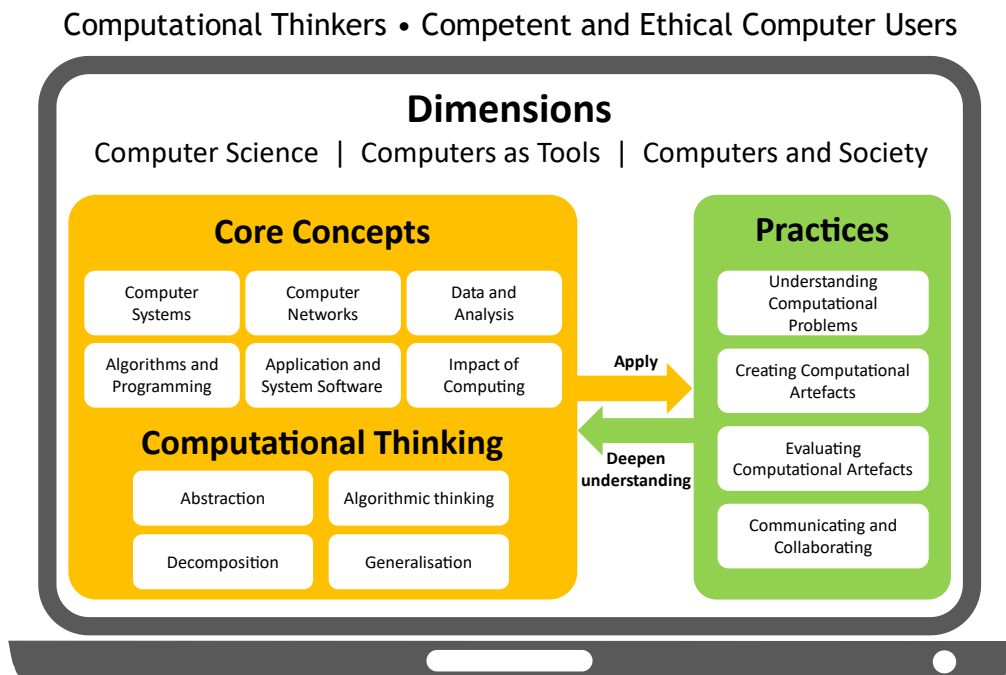 Computational Thinkers • Competent and Ethical Computer Users
Dimensions
Computer Science | Computers as Tools | Computers and Society
Core Concepts
Computer
Systems
Computer
Networks
Data and
Analysis
Algorithms and
Programming
Application and
System Software
Impact of
Computing
Computational Thinking
Abstraction
Algorithmic thinking
Decomposition
Generalisation
Apply
Deepen
understanding
Practices
Understanding
Computational
Problems
Creating Computational
Artefacts
Evaluating
Computational Artefacts
Communicating and
Collaborating